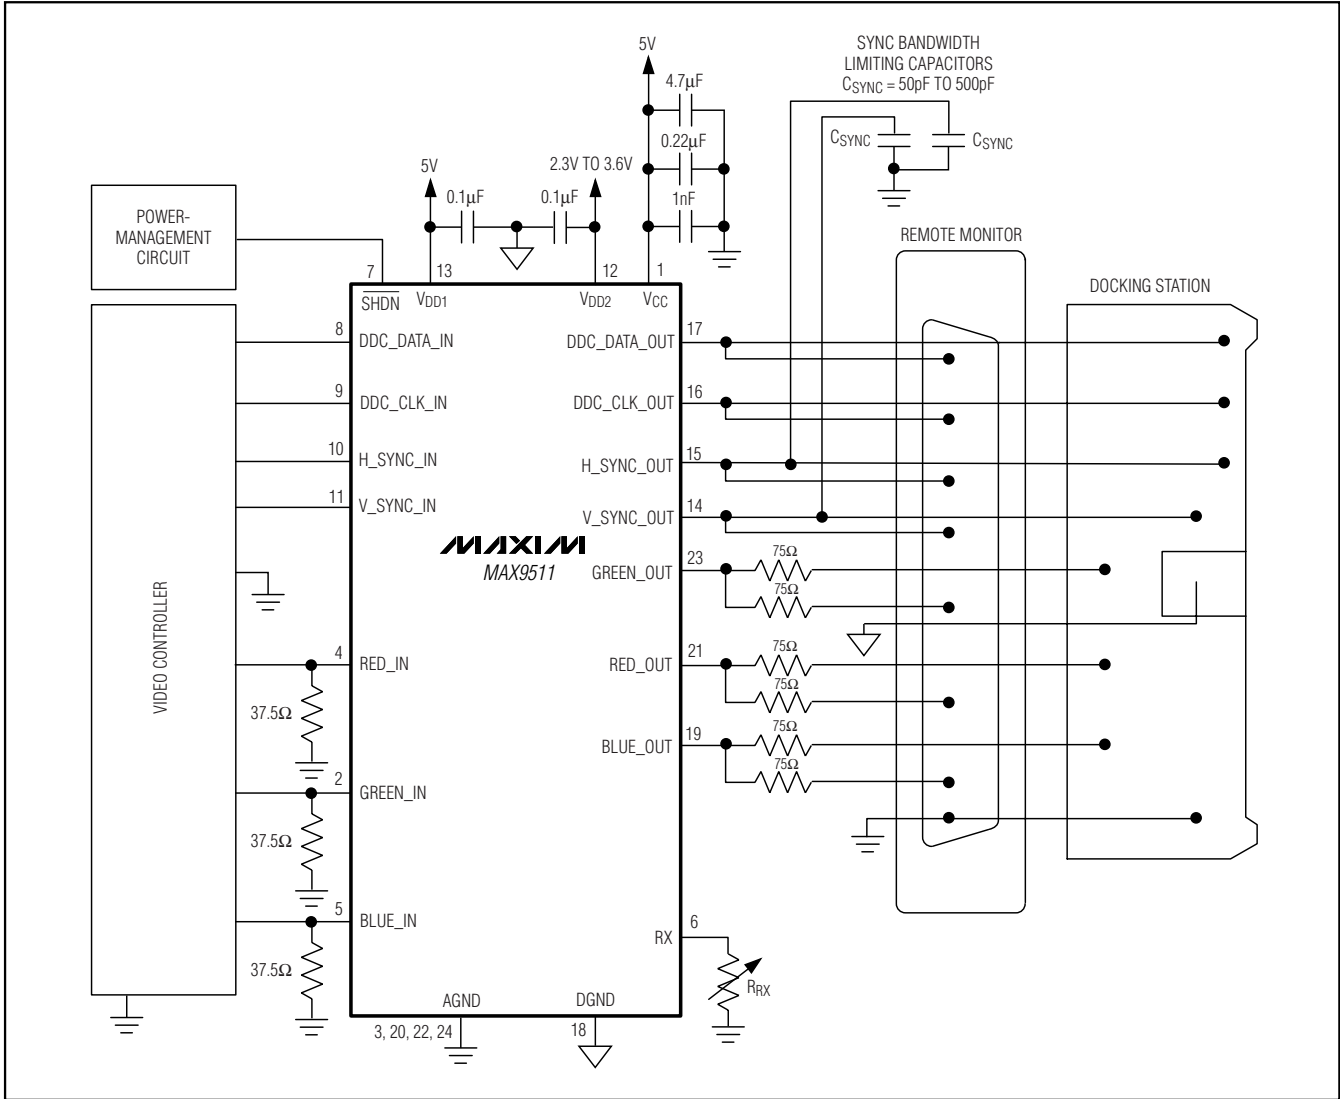 SYNC BANDWIDTH
LIMITING CAPACITORS
CSYNC = 50pF TO 500pF
5V
4.7µF
0.22µF
1nF
CSYNC
CSYNC
5V
2.3V TO 3.6V
0.1µF
0.1µF
POWER-
MANAGEMENT
CIRCUIT
REMOTE MONITOR
DOCKING STATION
7
13
12
1
SHDN
VDD1
VDD2
VCC
8
DDC_DATA_IN
DDC_DATA_OUT
17
9
DDC_CLK_IN
DDC_CLK_OUT
16
10
H_SYNC_IN
H_SYNC_OUT
15
11
V_SYNC_IN
V_SYNC_OUT
14
MAXIM
MAX9511
GREEN_OUT
23
75Ω
75Ω
VIDEO CONTROLLER
4
RED_IN
RED_OUT
21
75Ω
75Ω
37.5Ω
BLUE_OUT
19
75Ω
75Ω
2
GREEN_IN
37.5Ω
5
BLUE_IN
RX
6
37.5Ω
RRX
AGND
DGND
3, 20, 22, 24
18